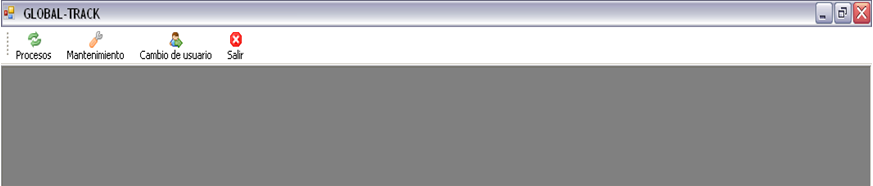 GLOBAL-TRACK
Procesos Mantenimiento Cambio de usuario Salir